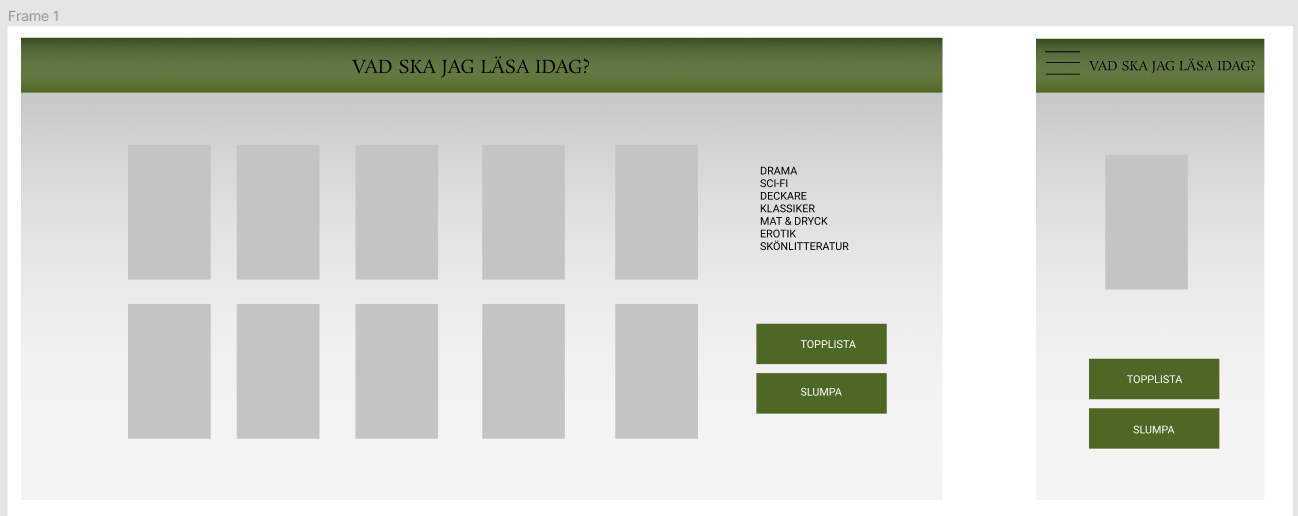 Frame 1
VAD SKA JAG LÄSA IDAG?
DRAMA
SCI-FI
DECKARE
KLASSIKER
MAT & DRYCK
EROTIK
SKÖNLITTERATUR
TOPPLISTA
SLUMPA
VAD SKA JAG LÄSA IDAG?
TOPPLISTA
SLUMPA